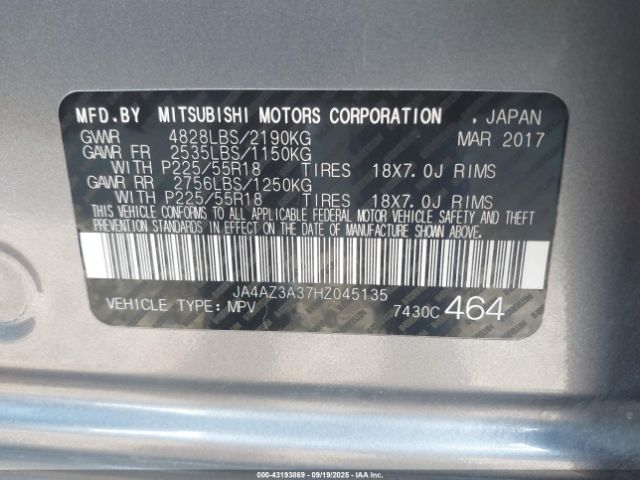 MFD.BY MITSUBISHI MOTORS CORPORATION , JAPAN
GVWR 4828LBS/2190KG MAR 2017
GAWR FR 2535LBS/1150KG
WITH P225/55R18 TIRES 18X7.0J RIMS
GAWR RR 2756LBS/1250KG
WITH P225/55R18 TIRES 18X7.0J RIMS
THIS VEHICLE CONFORMS TO ALL APPLICABLE FEDERAL MOTOR VEHICLE SAFETY AND THEFT
PREVENTION STANDARDS IN EFFECT ON THE DATE OF MANUFACTURE SHOWN ABOVE.
JA4AZ3A37HZ045135
VEHICLE TYPE: MPV 7430C 464
000-43193869 - 09/19/2025 - IAAI.COM